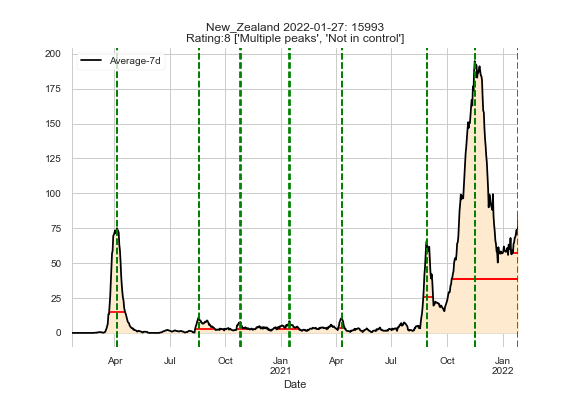 New_Zealand 2022-01-27: 15993
Rating:8 ['Multiple peaks', 'Not in control']
Average-7d
200
175
150
125
100
75
50
25
0
Apr Jul Oct Jan Apr Jul Oct Jan
2021 2022
Date